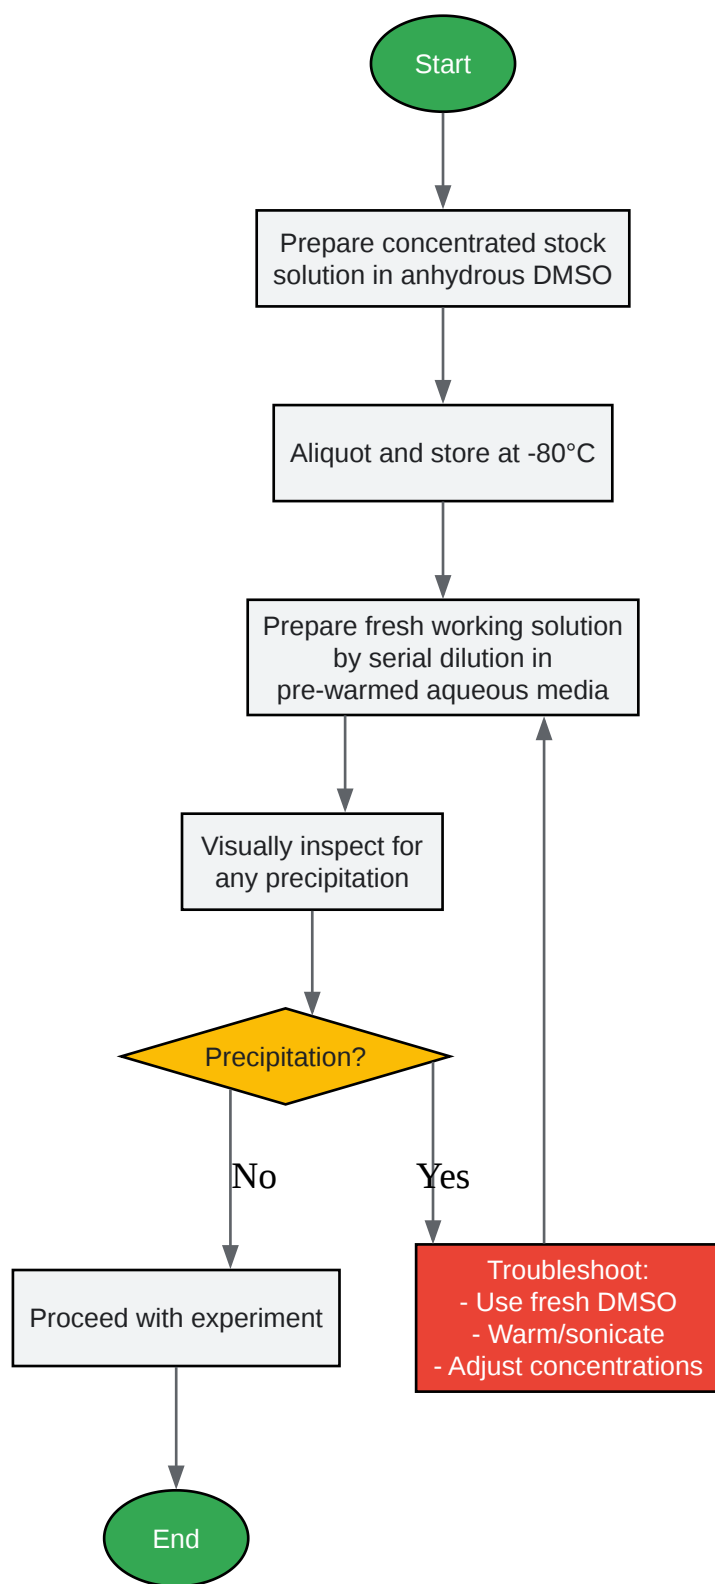 Start
Prepare concentrated stock
solution in anhydrous DMSO
Aliquot and store at -80°C
Prepare fresh working solution
by serial dilution in
pre-warmed aqueous media
Visually inspect for
any precipitation
Precipitation?
No
Yes
Proceed with experiment
Troubleshoot:
- Use fresh DMSO
- Warm/sonicate
- Adjust concentrations
End